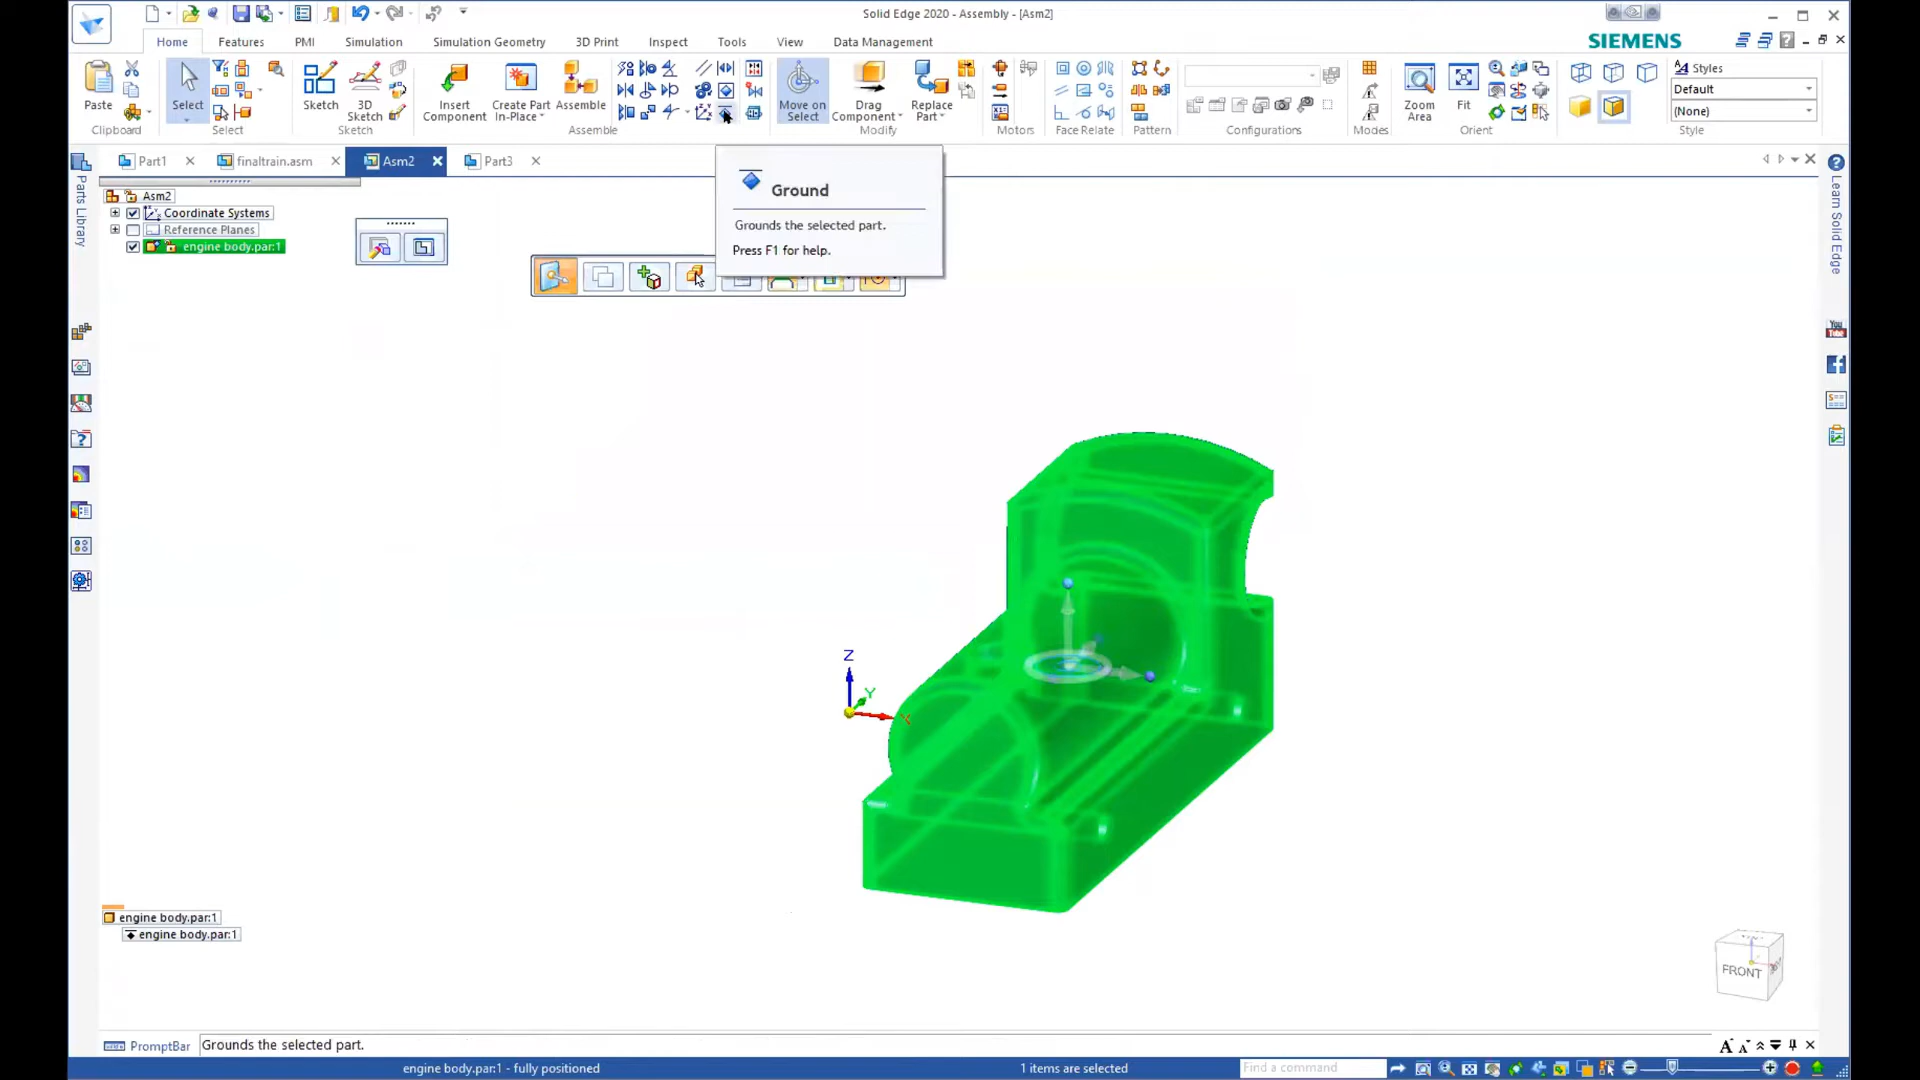 Solid Edge 2020 - Assembly - [Asm2]
Home Features PMI Simulation Simulation Geometry 3D Print Inspect Tools View Data Management
SIEMENS
Paste
Clipboard
Select
Select
Sketch
3D Sketch
Sketch
Insert Component
Create Part In-Place
Assemble
Assemble
Move on Select
Drag Component
Replace Part
Modify
Motors
Face Relate
Pattern
Configurations
Modes
Zoom Area
Fit
Orient
Styles
Default
(None)
Style
Part1
finaltrain.asm
Asm2
Part3
Parts Library
Learn Solid Edge
Asm2
Coordinate Systems
Reference Planes
engine body.par:1
Ground
Grounds the selected part.
Press F1 for help.
Z
Y
X
engine body.par:1
engine body.par:1
FRONT
PromptBar
Grounds the selected part.
engine body.par:1 - fully positioned
1 items are selected
Find a command